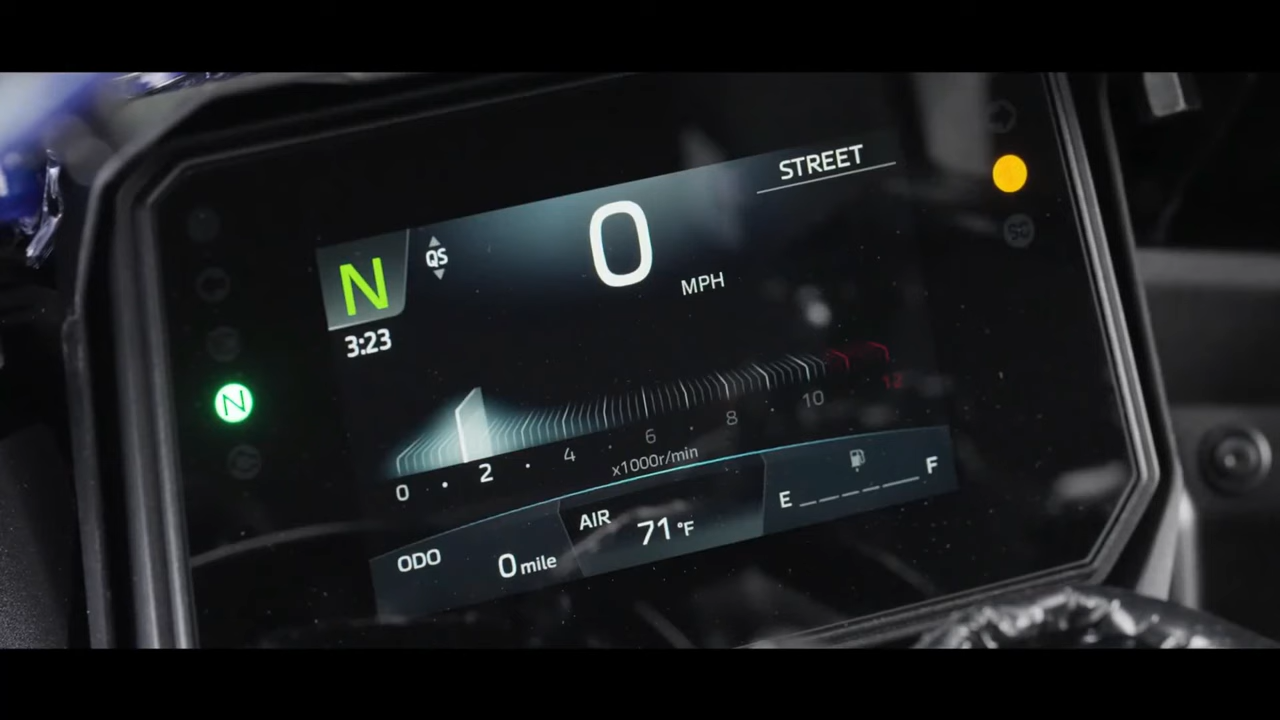 STREET
N
QS
0
MPH
3:23
N
0 2 4 6 8 10 12
x1000r/min
ODO
0 mile
AIR
71°F
E
F